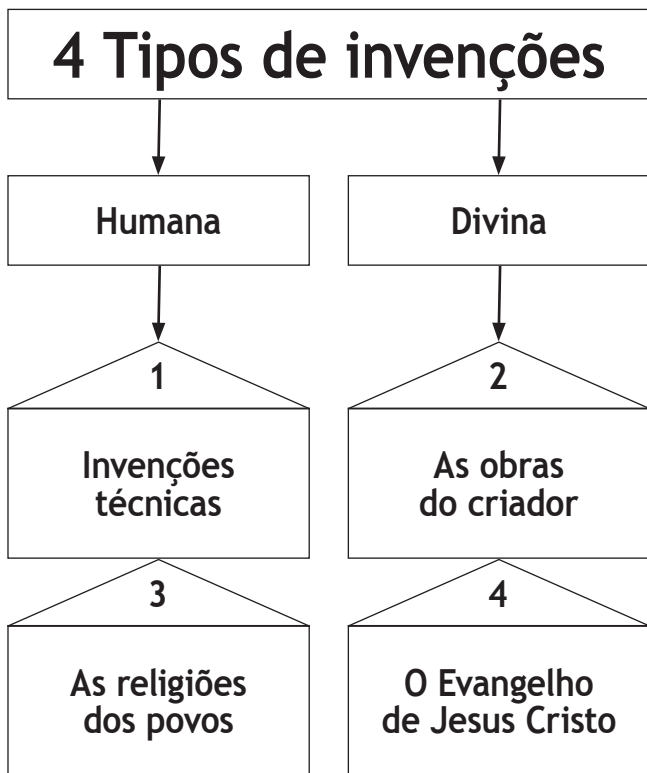 4 Tipos de invenções
Humana
Divina
1
2
Invenções
técnicas
As obras
do criador
3
4
As religiões
dos povos
O Evangelho
de Jesus Cristo